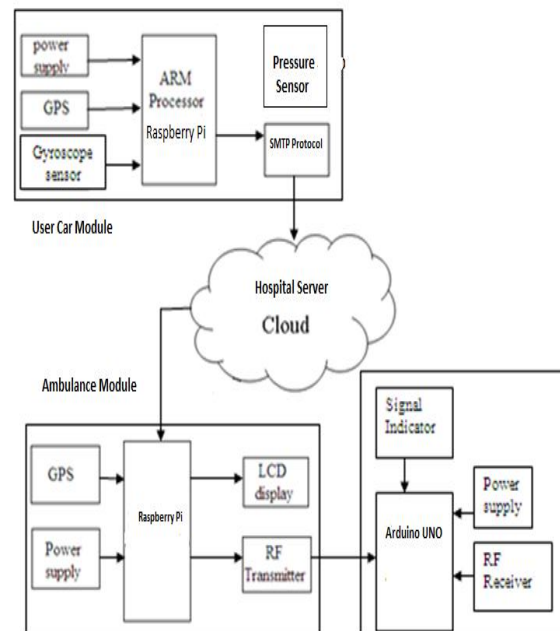 power
supply
GPS
Gyroscope
sensor
ARM
Processor
Raspberry Pi
Pressure
Sensor
SMTP Protocol
User Car Module
Hospital Server
Cloud
Ambulance Module
GPS
Power
supply
Raspberry Pi
LCD
display
RF
Transmitter
Signal
Indicator
Arduino UNO
Power
supply
RF
Receiver